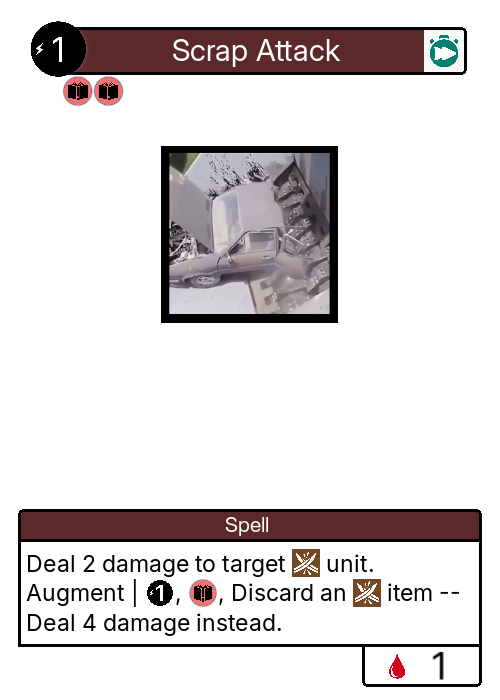 1
Scrap Attack
Spell
Deal 2 damage to target unit.
Augment | 1, , Discard an item --
Deal 4 damage instead.
1